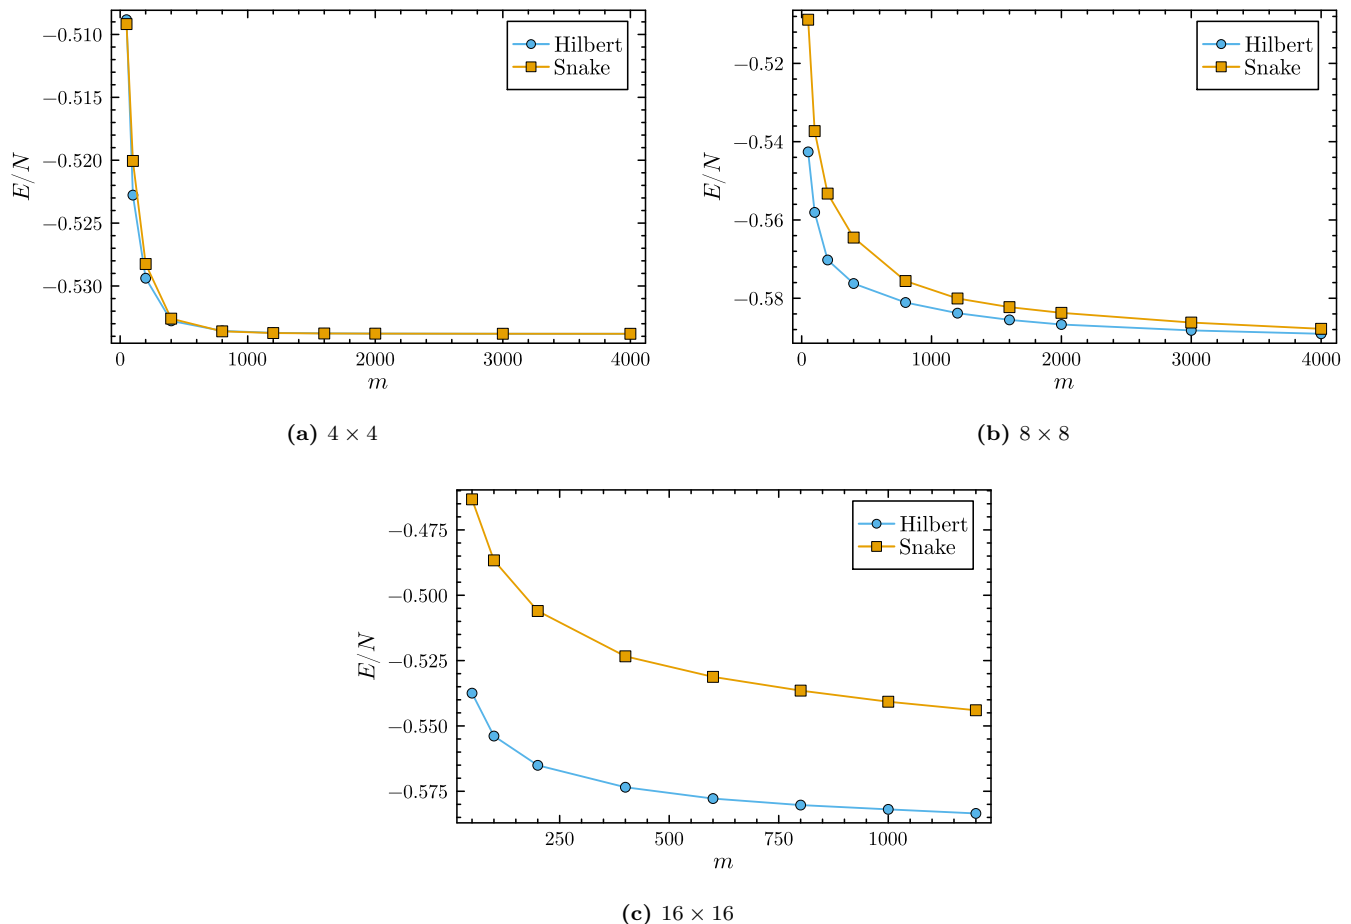 −0.510
−0.515
−0.520
−0.525
−0.530
E/N
0
1000
2000
3000
4000
m
Hilbert
Snake
(a) 4 × 4
−0.52
−0.54
−0.56
−0.58
E/N
0
1000
2000
3000
4000
m
Hilbert
Snake
(b) 8 × 8
−0.475
−0.500
−0.525
−0.550
−0.575
E/N
250
500
750
1000
m
Hilbert
Snake
(c) 16 × 16